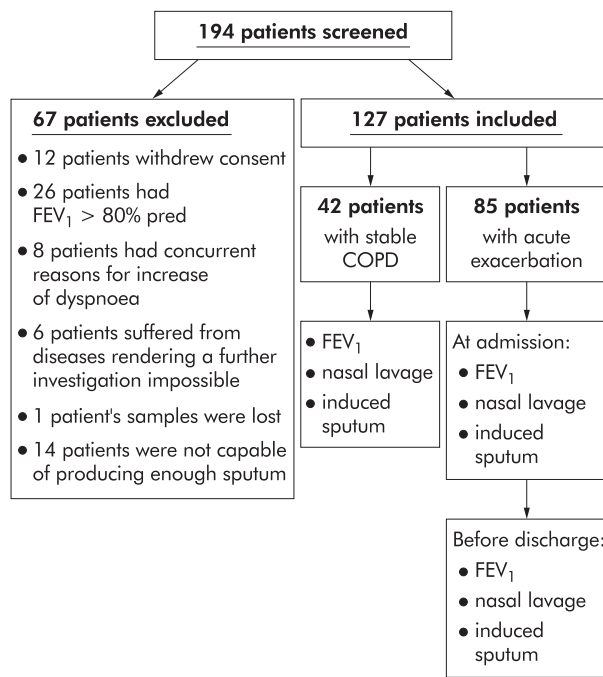 194 patients screened
67 patients excluded
• 12 patients withdrew consent
• 26 patients had
FEV₁ > 80% pred
• 8 patients had concurrent
reasons for increase
of dyspnoea
• 6 patients suffered from
diseases rendering a further
investigation impossible
• 1 patient's samples were lost
• 14 patients were not capable
of producing enough sputum
127 patients included
42 patients
with stable
COPD
• FEV₁
• nasal lavage
• induced
sputum
85 patients
with acute
exacerbation
At admission:
• FEV₁
• nasal lavage
• induced
sputum
Before discharge:
• FEV₁
• nasal lavage
• induced
sputum